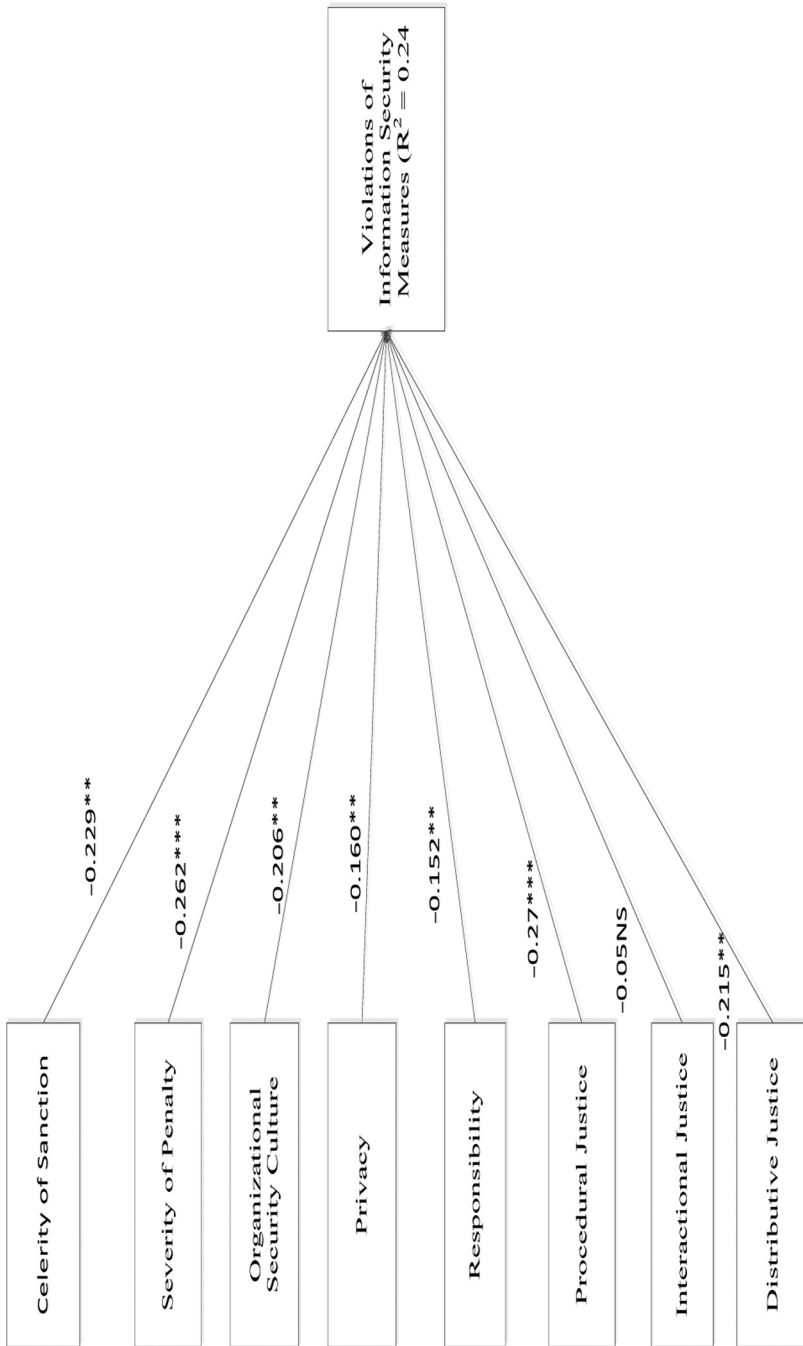 Celerity of Sanction
Severity of Penalty
Organizational
Security Culture
Privacy
Responsibility
Procedural Justice
Interactional Justice
Distributive Justice
−0.229**
−0.262***
−0.206**
−0.160**
−0.152**
−0.27***
−0.05NS
−0.215**
Violations of
Information Security
Measures (R² = 0.24